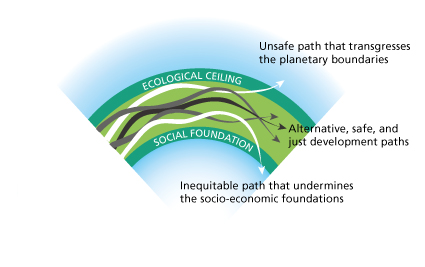 Unsafe path that transgresses
the planetary boundaries
ECOLOGICAL CEILING
Alternative, safe, and
just development paths
SOCIAL FOUNDATION
Inequitable path that undermines
the socio-economic foundations